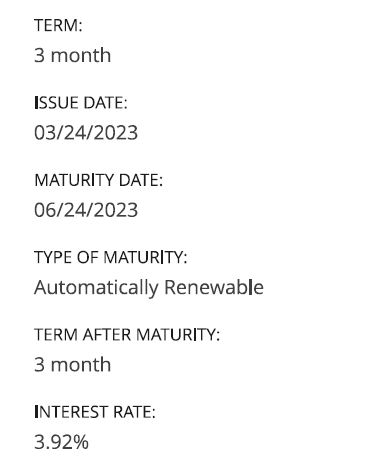 TERM:
3 month
ISSUE DATE:
03/24/2023
MATURITY DATE:
06/24/2023
TYPE OF MATURITY:
Automatically Renewable
TERM AFTER MATURITY:
3 month
INTEREST RATE:
3.92%